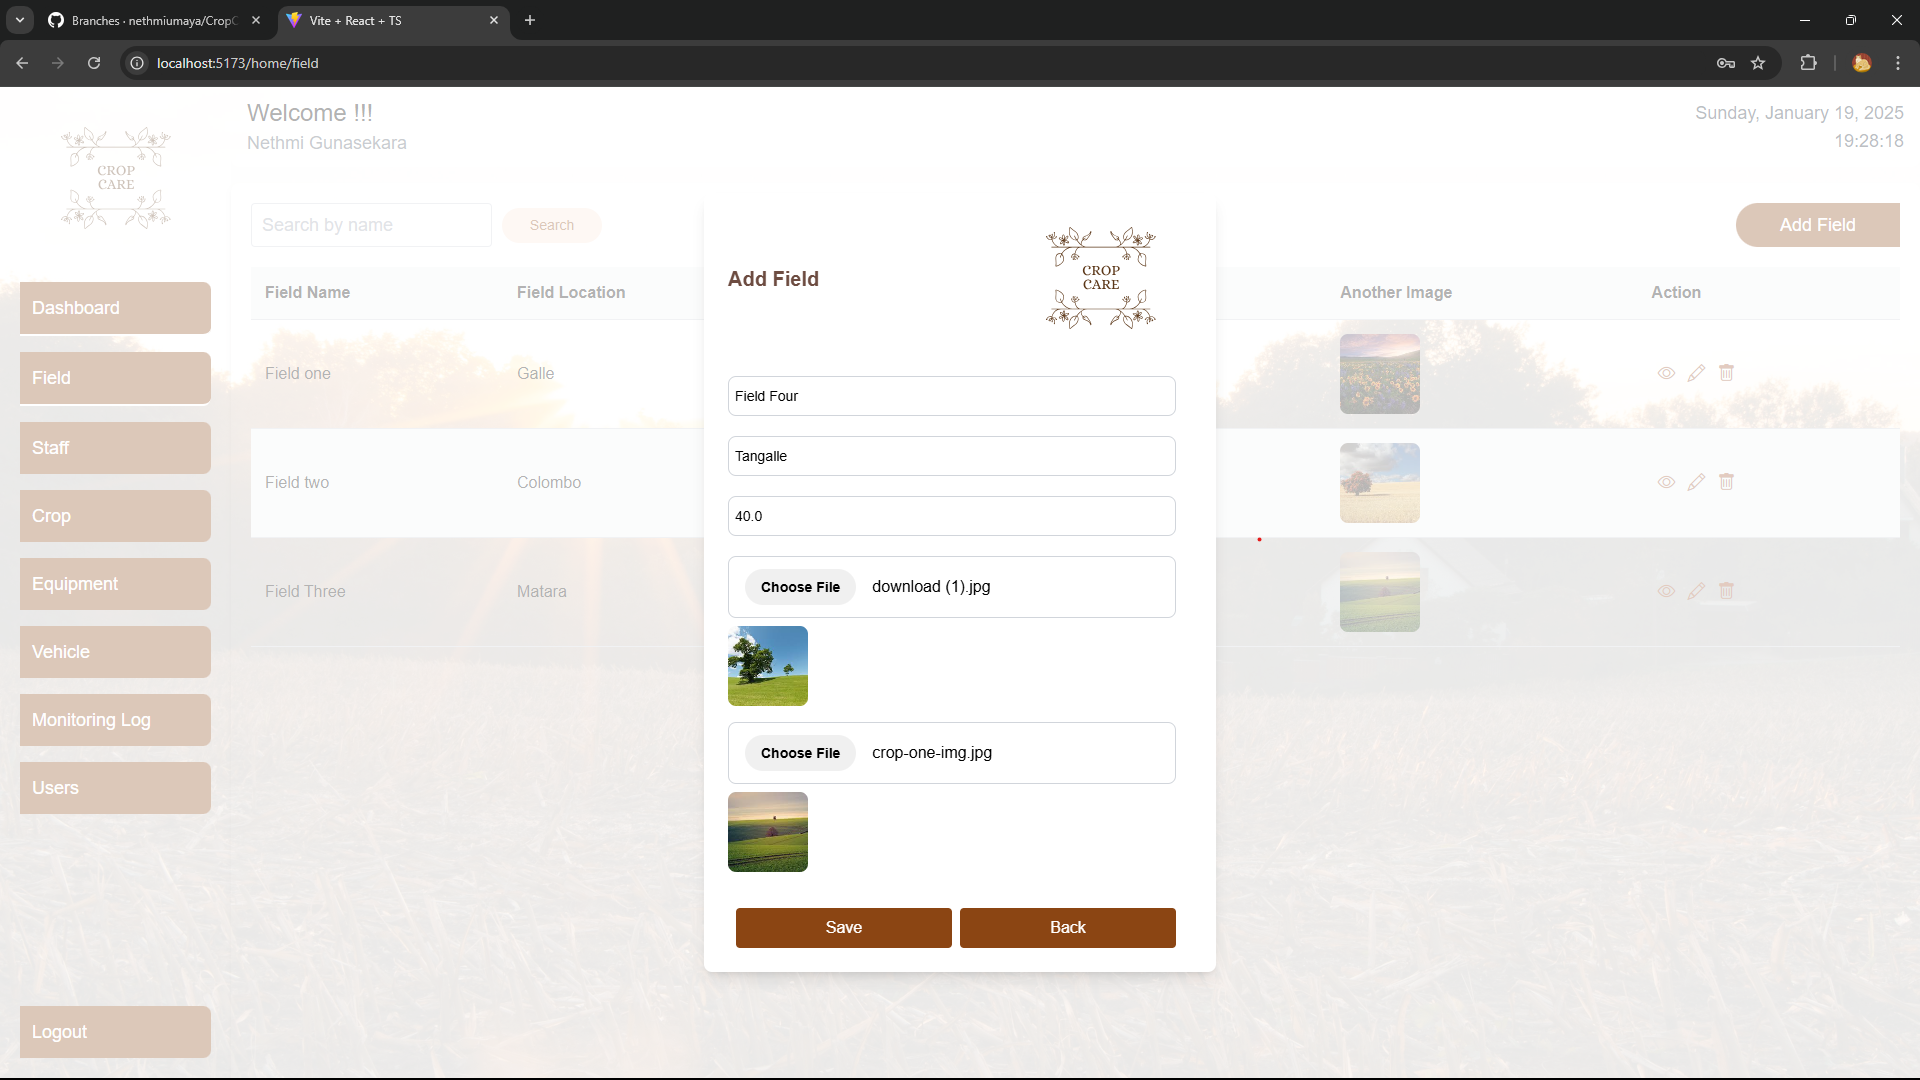 Branches · nethmiumaya/CropC
Vite + React + TS
localhost:5173/home/field
CROP
CARE
Welcome !!!
Nethmi Gunasekara
Sunday, January 19, 2025
19:28:18
Search by name
Search
Add Field
Dashboard
Field
Staff
Crop
Equipment
Vehicle
Monitoring Log
Users
Logout
Field Name
Field Location
Another Image
Action
Field one
Galle
Field two
Colombo
Field Three
Matara
Add Field
CROP
CARE
Field Four
Tangalle
40.0
Choose File
download (1).jpg
Choose File
crop-one-img.jpg
Save
Back